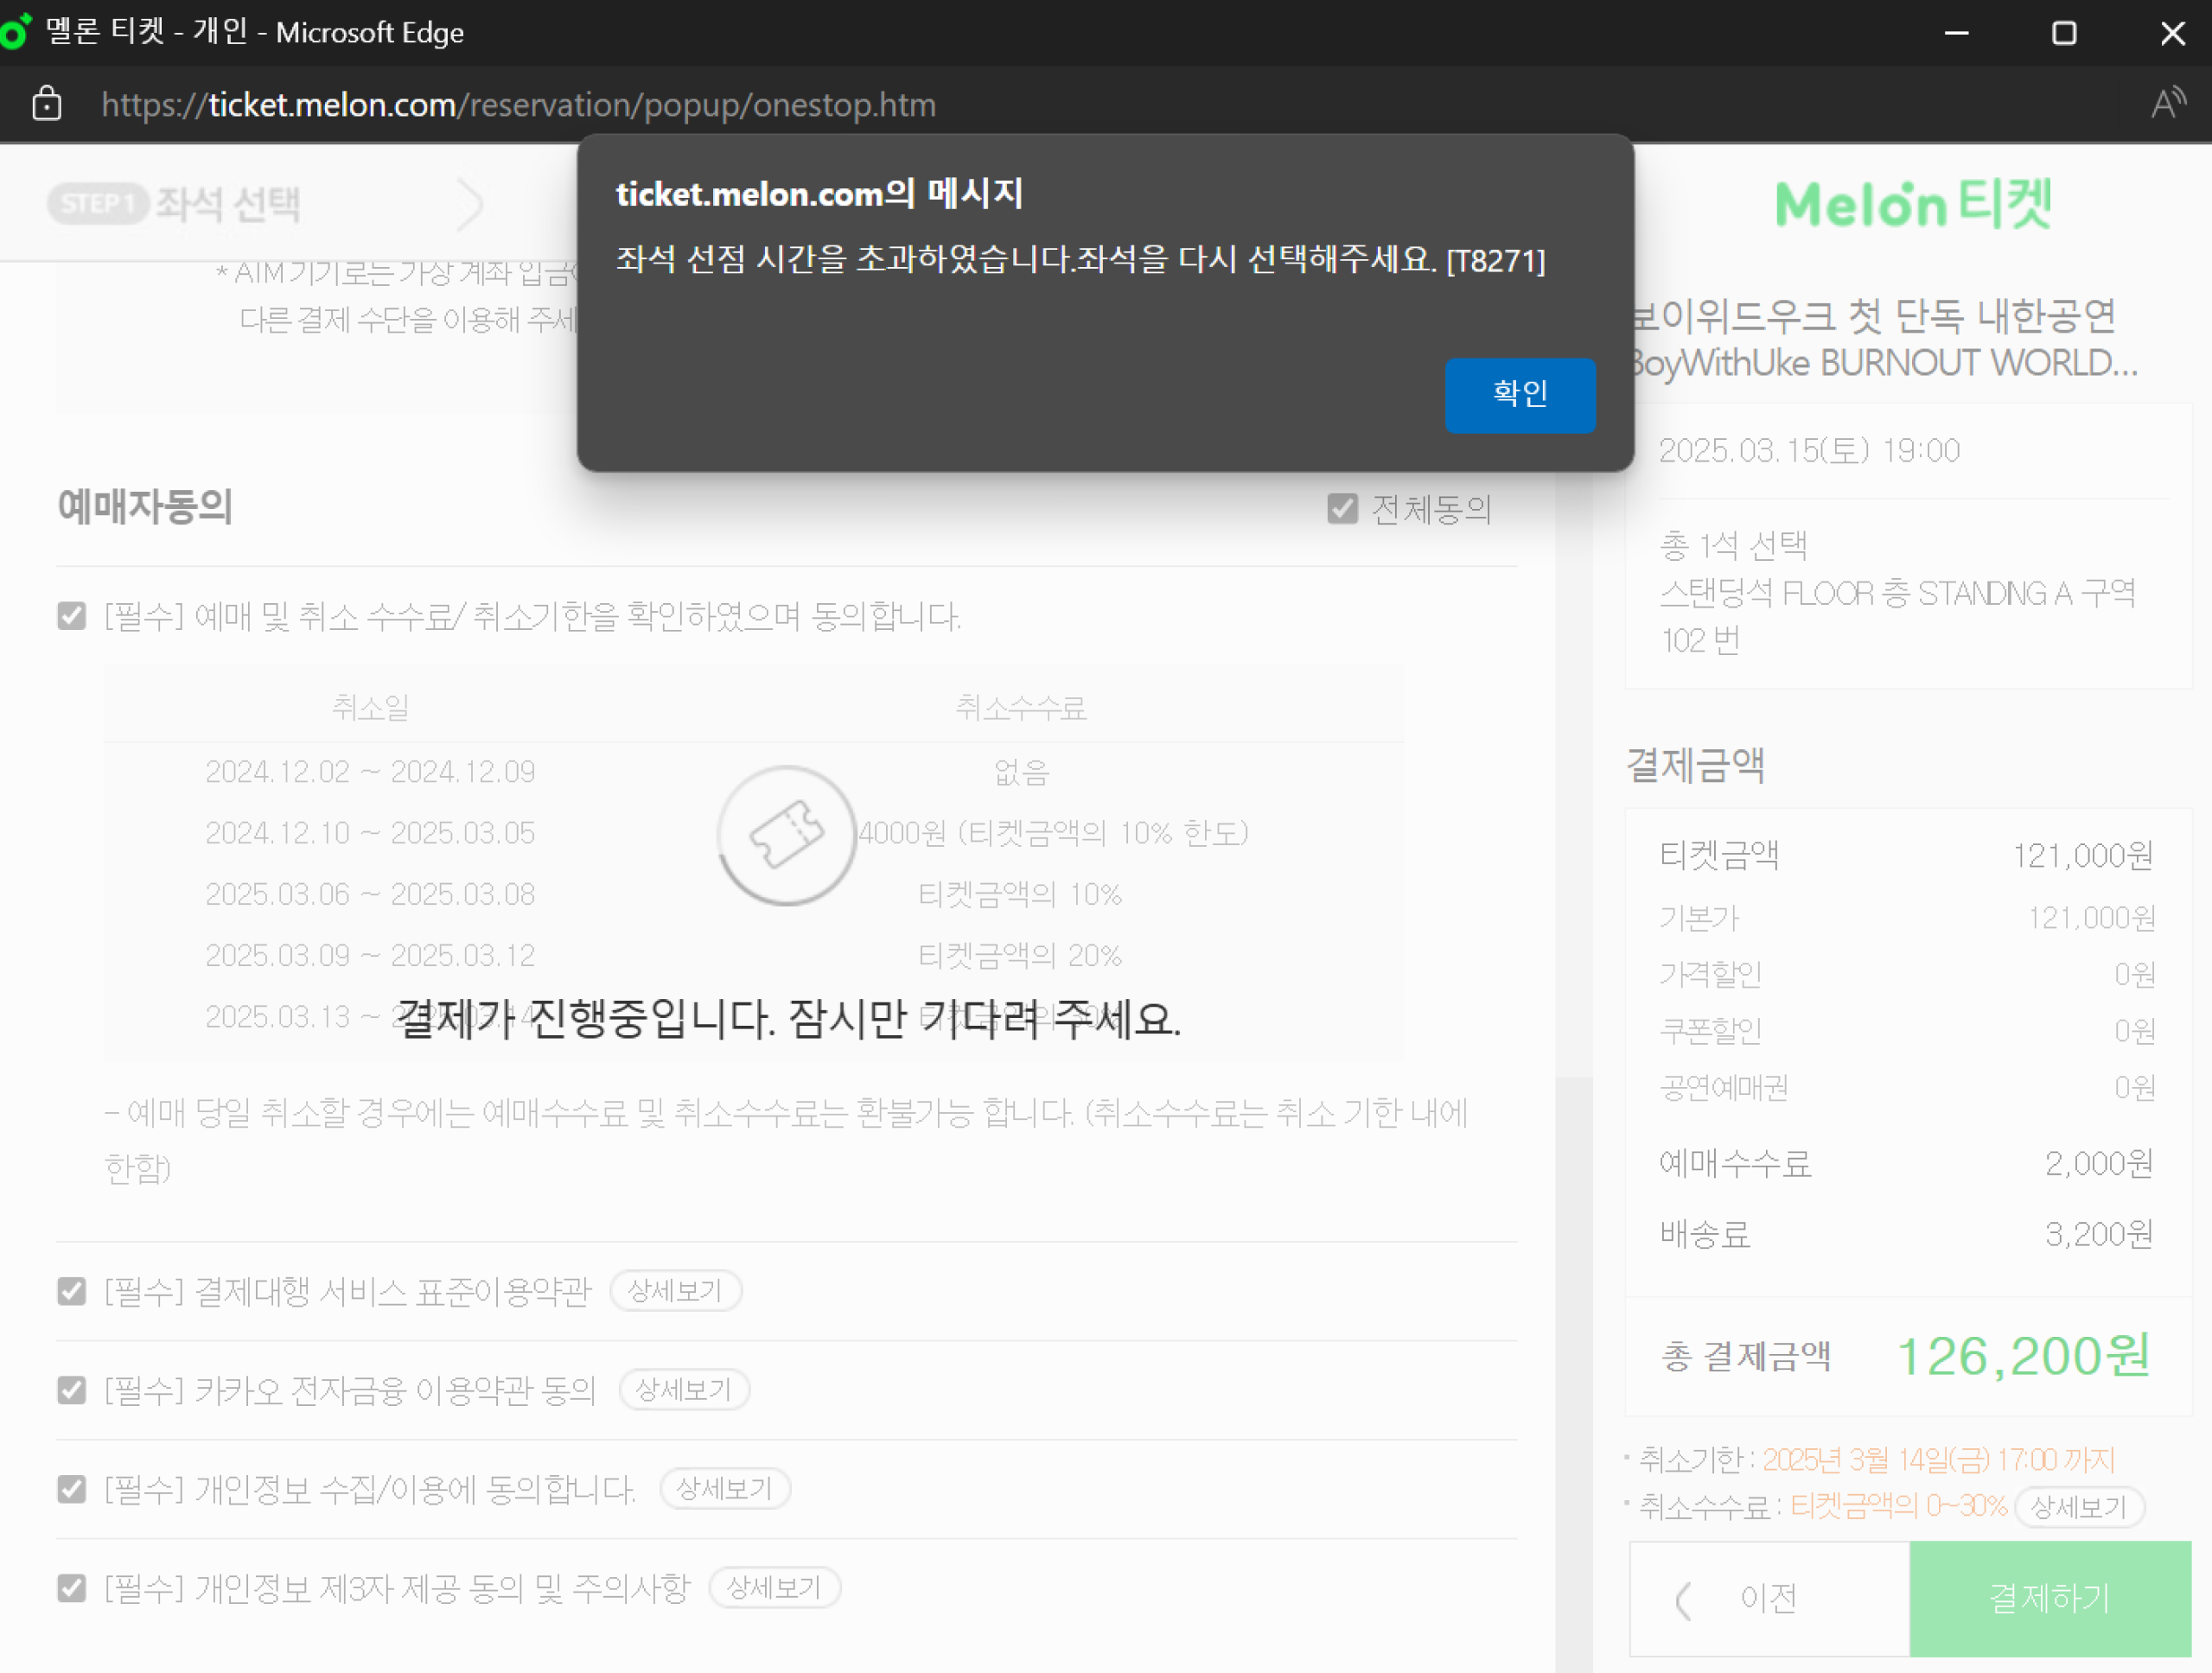 멜론 티켓 - 개인 - Microsoft Edge
https://ticket.melon.com/reservation/popup/onestop.htm
ticket.melon.com의 메시지
좌석 선점 시간을 초과하였습니다.좌석을 다시 선택해주세요. [T8271]
확인
STEP 1 좌석 선택
* AIM 기기로는 가상 계좌 입금
다른 결제 수단을 이용해 주세
예매자동의
전체동의
[필수] 예매 및 취소 수수료/ 취소기한을 확인하였으며 동의합니다.
취소일 취소수수료
2024.12.02 ~ 2024.12.09 없음
2024.12.10 ~ 2025.03.05 4000원 (티켓금액의 10% 한도)
2025.03.06 ~ 2025.03.08 티켓금액의 10%
2025.03.09 ~ 2025.03.12 티켓금액의 20%
2025.03.13 ~
결제가 진행중입니다. 잠시만 기다려 주세요.
- 예매 당일 취소할 경우에는 예매수수료 및 취소수수료는 환불가능 합니다. (취소수수료는 취소 기한 내에
한함)
[필수] 결제대행 서비스 표준이용약관 상세보기
[필수] 카카오 전자금융 이용약관 동의 상세보기
[필수] 개인정보 수집/이용에 동의합니다. 상세보기
[필수] 개인정보 제3자 제공 동의 및 주의사항 상세보기
Melon티켓
보이위드우크 첫 단독 내한공연
BoyWithUke BURNOUT WORLD...
2025.03.15(토) 19:00
총 1석 선택
스탠딩석 FLOOR 층 STANDING A 구역
102 번
결제금액
티켓금액 121,000원
기본가 121,000원
가격할인 0원
쿠폰할인 0원
공연예매권 0원
예매수수료 2,000원
배송료 3,200원
총 결제금액 126,200원
· 취소기한 : 2025년 3월 14일(금) 17:00 까지
· 취소수수료 : 티켓금액의 0~30% 상세보기
이전
결제하기